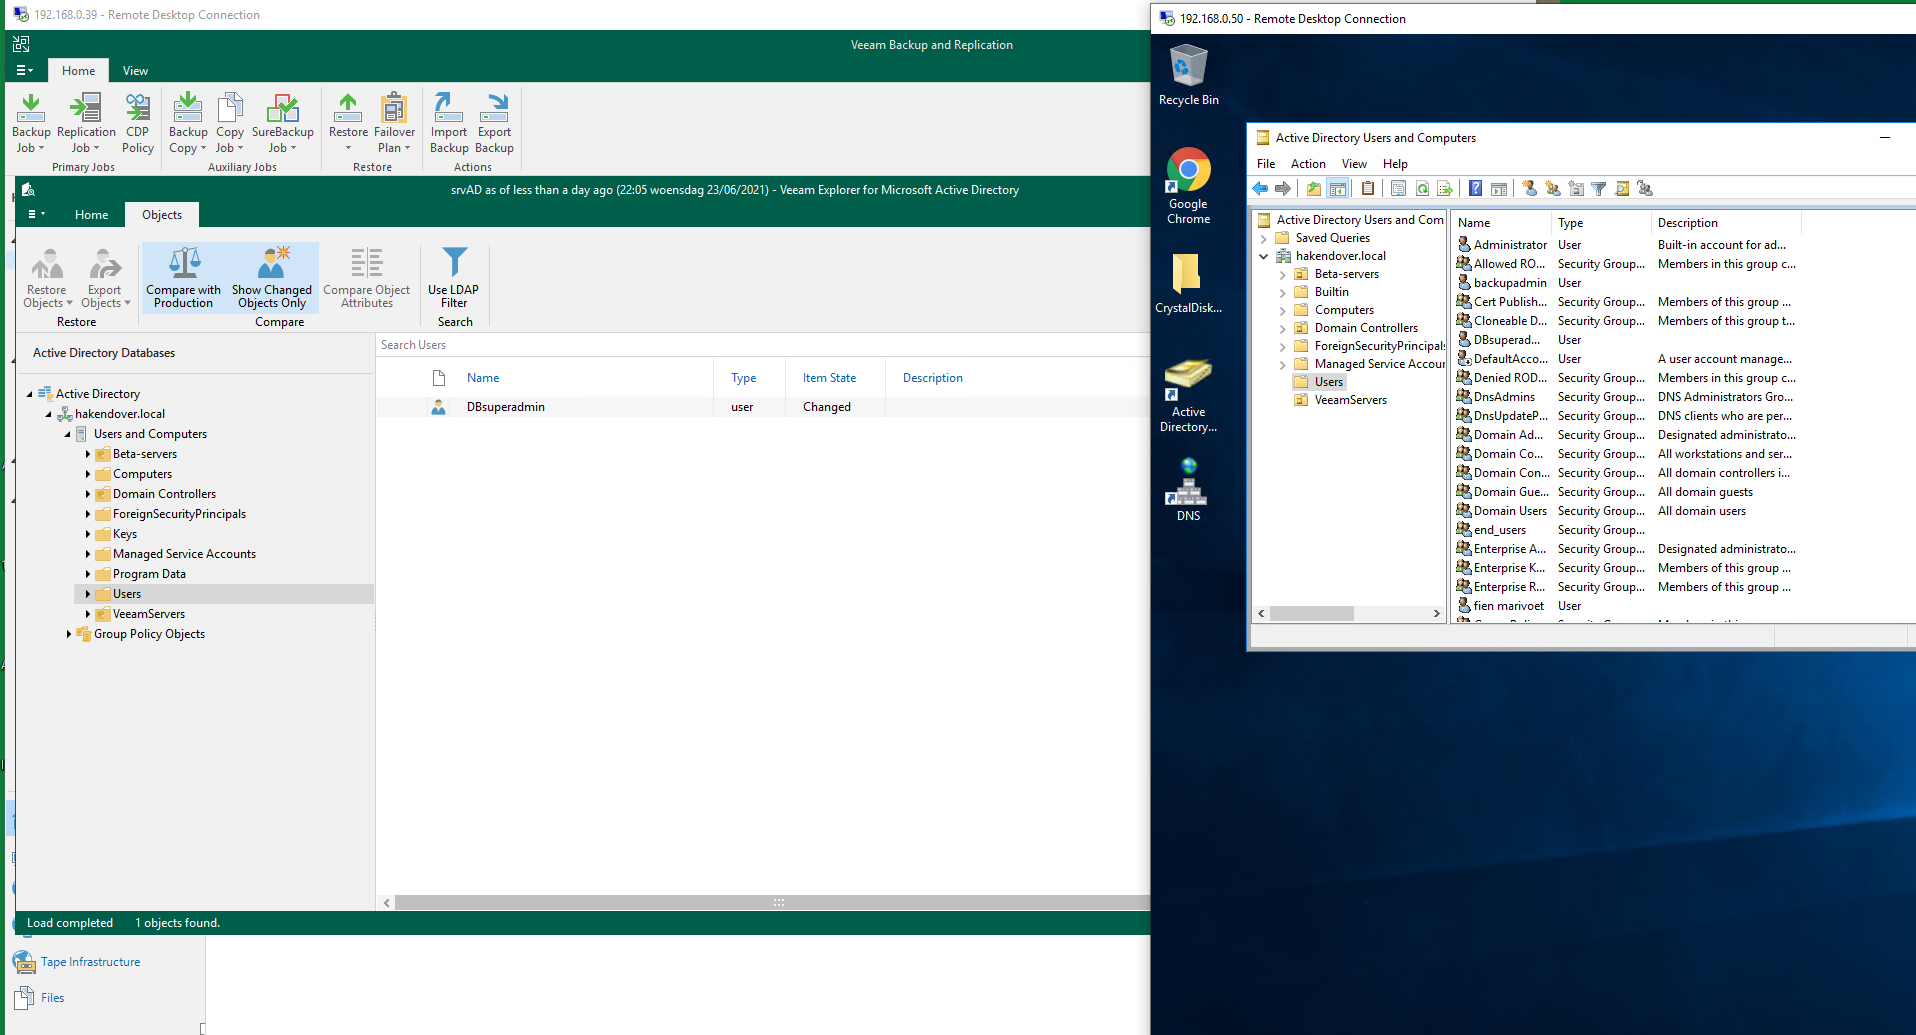 192.168.0.39 - Remote Desktop Connection
Veeam Backup and Replication
Home
View
Backup Job
Replication Job
CDP Policy
Primary Jobs
Backup Copy
Copy Job
SureBackup Job
Auxiliary Jobs
Restore
Failover Plan
Restore
Import Backup
Export Backup
Actions
srvAD as of less than a day ago (22:05 woensdag 23/06/2021) - Veeam Explorer for Microsoft Active Directory
Home
Objects
Restore Objects
Export Objects
Restore
Compare with Production
Show Changed Objects Only
Compare Object Attributes
Compare
Use LDAP Filter
Search
Active Directory Databases
Active Directory
hakendover.local
Users and Computers
Beta-servers
Computers
Domain Controllers
ForeignSecurityPrincipals
Keys
Managed Service Accounts
Program Data
Users
VeeamServers
Group Policy Objects
Search Users
Name Type Item State Description
DBsuperadmin user Changed
Load completed 1 objects found.
Tape Infrastructure
Files
192.168.0.50 - Remote Desktop Connection
Recycle Bin
Google Chrome
CrystalDisk...
Active Directory...
DNS
Active Directory Users and Computers
File Action View Help
Active Directory Users and Com
Saved Queries
hakendover.local
Beta-servers
Builtin
Computers
Domain Controllers
ForeignSecurityPrincipals
Managed Service Accour
Users
VeeamServers
Name Type Description
Administrator User Built-in account for ad...
Allowed RO... Security Group... Members in this group c...
backupadmin User
Cert Publish... Security Group... Members of this group ...
Cloneable D... Security Group... Members of this group t...
DBsuperad... User
DefaultAcco... User A user account manage...
Denied ROD... Security Group... Members in this group c...
DnsAdmins Security Group... DNS Administrators Gro...
DnsUpdateP... Security Group... DNS clients who are per...
Domain Ad... Security Group... Designated administrato...
Domain Co... Security Group... All workstations and ser...
Domain Con... Security Group... All domain controllers i...
Domain Gue... Security Group... All domain guests
Domain Users Security Group... All domain users
end_users Security Group...
Enterprise A... Security Group... Designated administrato...
Enterprise K... Security Group... Members of this group ...
Enterprise R... Security Group... Members of this group ...
fien marivoet User